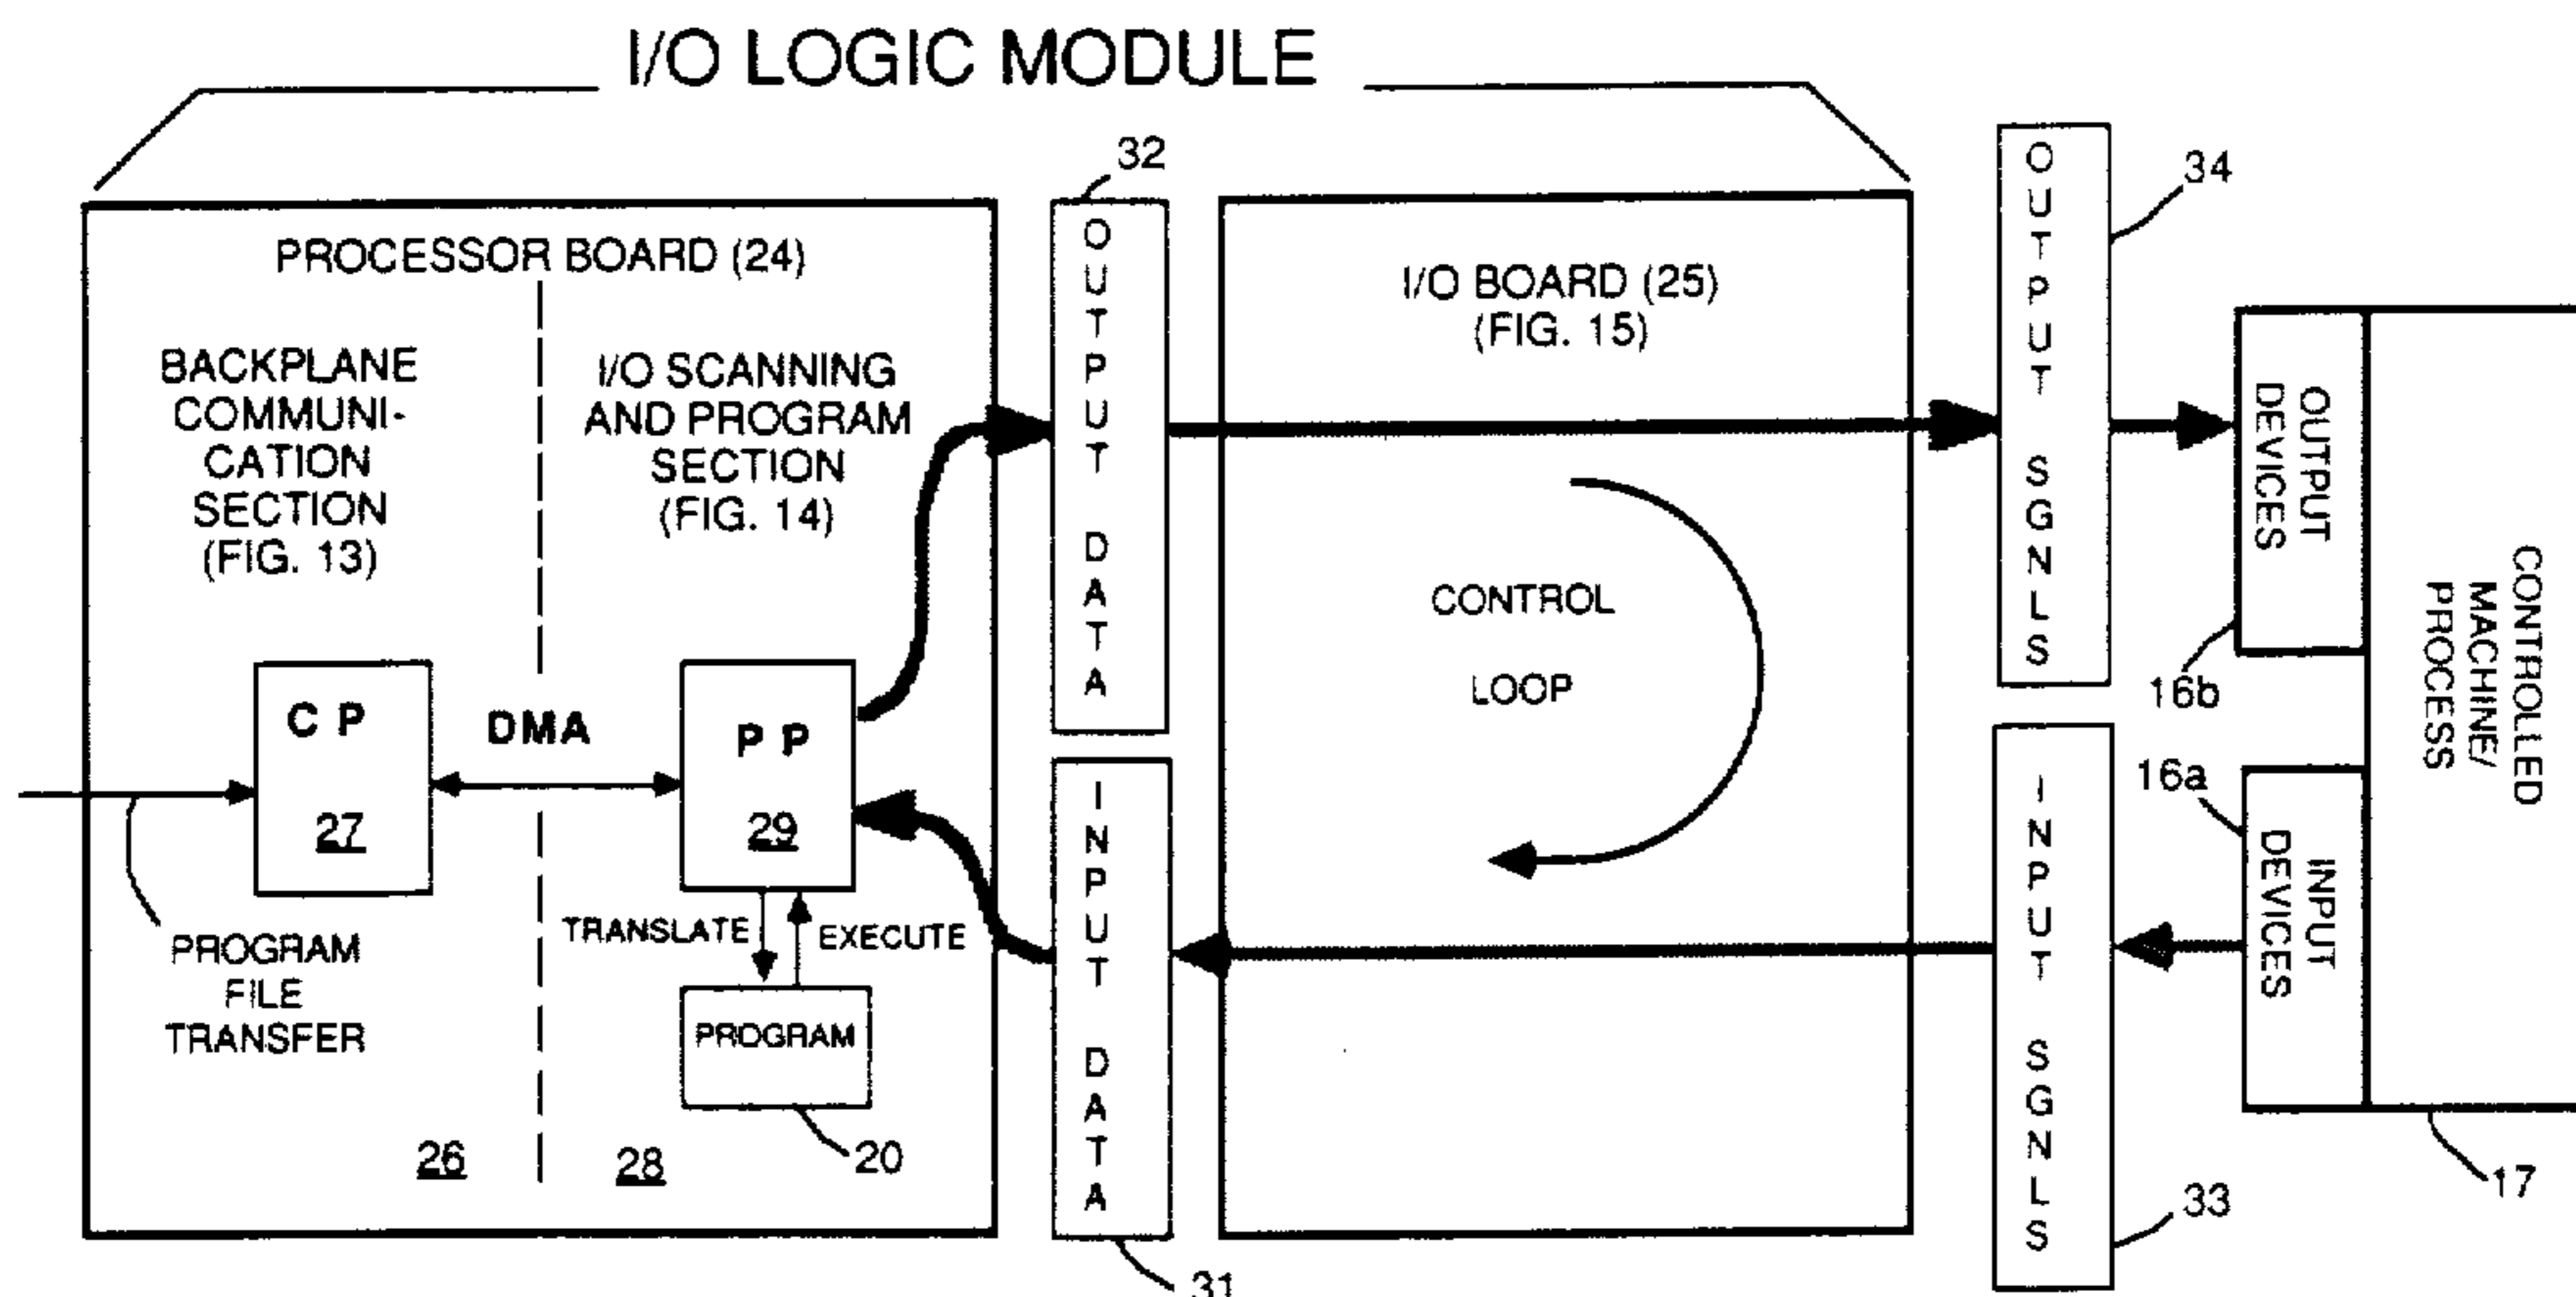 I/O LOGIC MODULE
PROCESSOR BOARD (24)
BACKPLANE
COMMUNI-
CATION
SECTION
(FIG. 13)
I/O SCANNING
AND PROGRAM
SECTION
(FIG. 14)
CP
27
DMA
PP
29
TRANSLATE
EXECUTE
PROGRAM
20
PROGRAM
FILE
TRANSFER
26
28
32
OUTPUT DATA
INPUT DATA
31
I/O BOARD (25)
(FIG. 15)
CONTROL
LOOP
OUTPUT SGNLS
34
INPUT SGNLS
33
OUTPUT
DEVICES
16b
16a
INPUT
DEVICES
CONTROLLED
MACHINE/
PROCESS
17